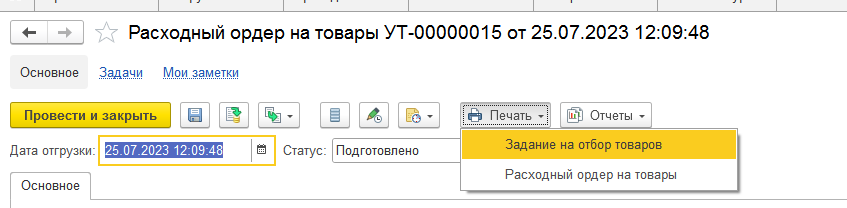 Расходный ордер на товары УТ-00000015 от 25.07.2023 12:09:48
Основное Задачи Мои заметки
Провести и закрыть Печать Отчеты
Задание на отбор товаров
Дата отгрузки: 25.07.2023 12:09:48 Статус: Подготовлено
Расходный ордер на товары
Основное